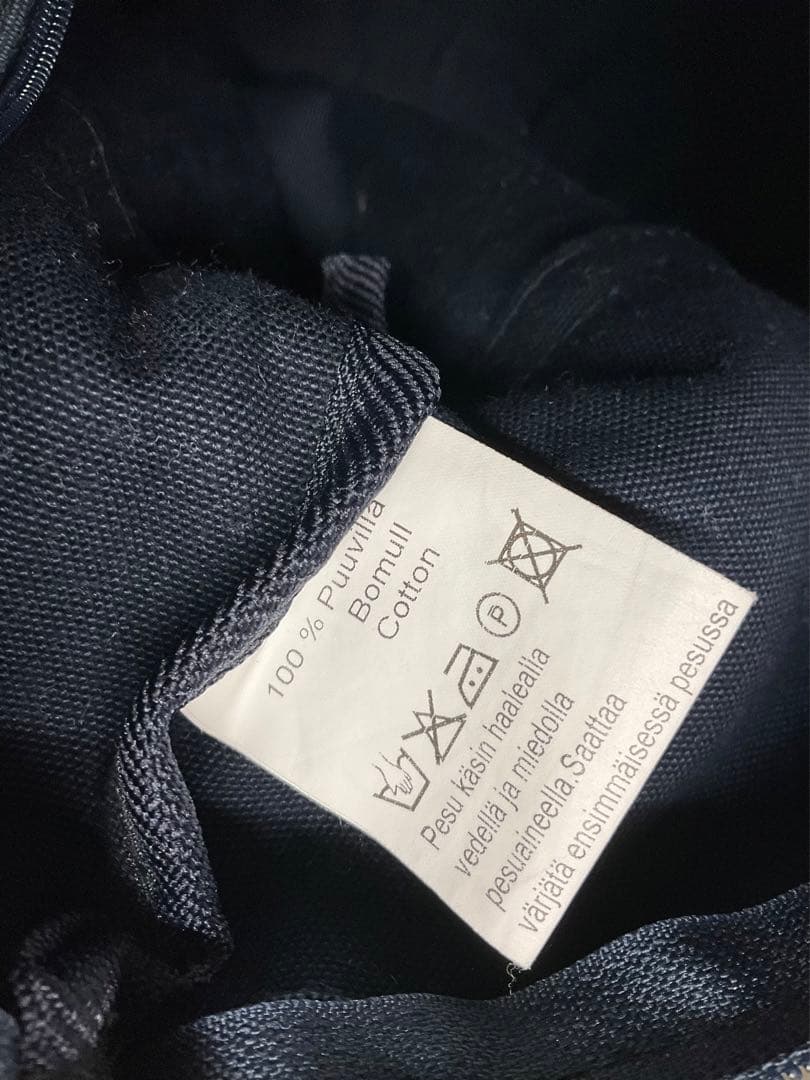 100 % Puuvilla
Bomull
Cotton
P
Pesu käsin haalealla
vedellä ja miedolla
pesuaineella.Saattaa
värjätä ensimmäisessä pesussa